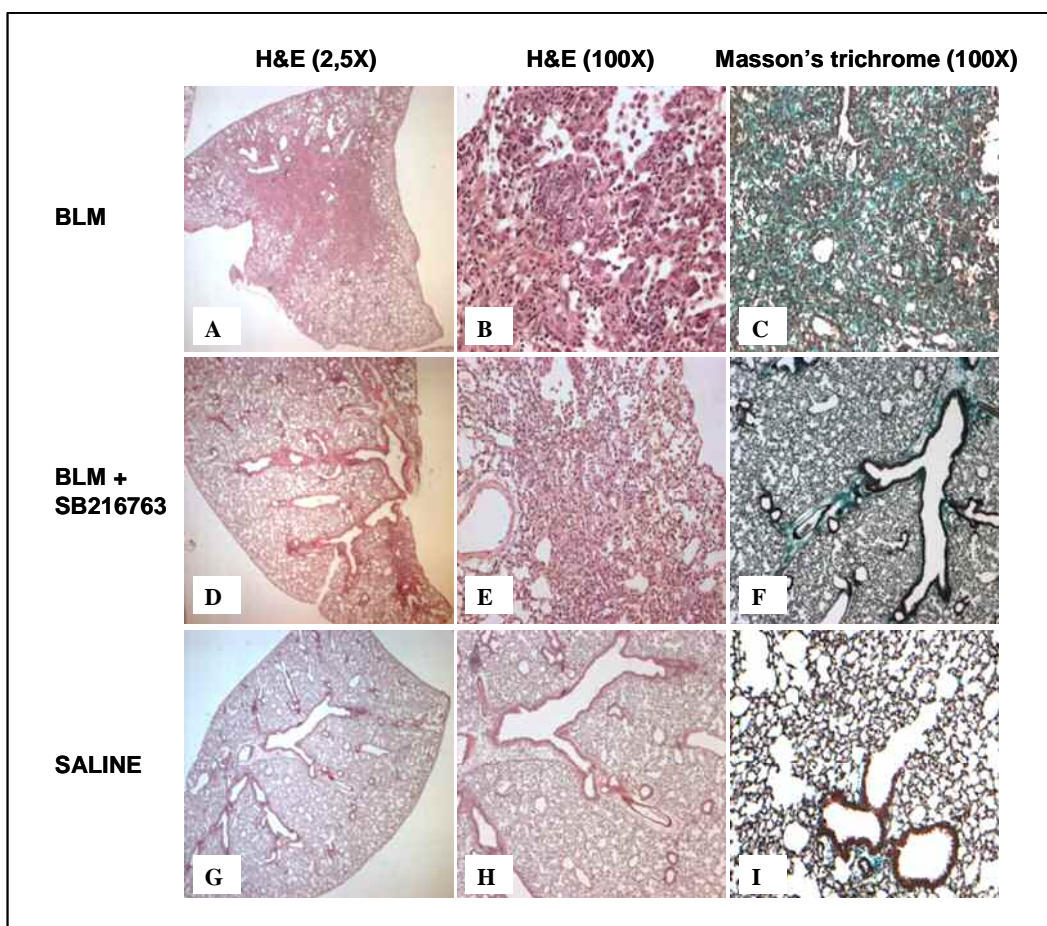 H&E (2,5X) H&E (100X) Masson's trichrome (100X)
BLM
A B C
BLM +
SB216763
D E F
SALINE
G H I